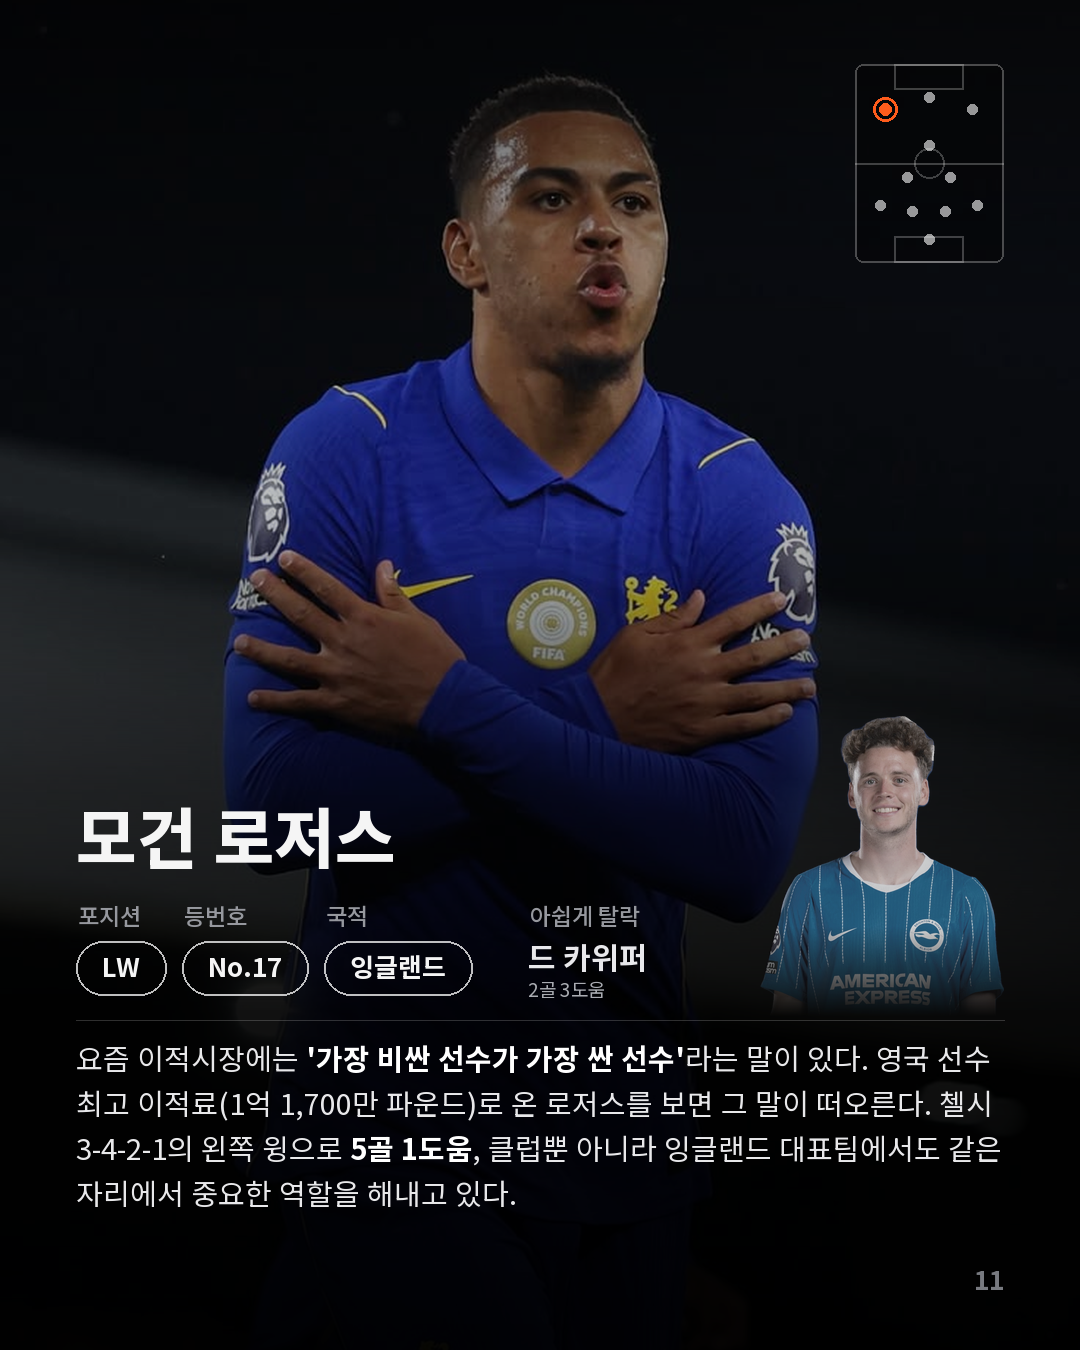 WORLD CHAMPIONS
FIFA
모건 로저스
포지션 등번호 국적 아쉽게 탈락
LW No.17 잉글랜드 드 카위퍼
2골 3도움
AMERICAN
EXPRESS
요즘 이적시장에는 '가장 비싼 선수가 가장 싼 선수'라는 말이 있다. 영국 선수
최고 이적료(1억 1,700만 파운드)로 온 로저스를 보면 그 말이 떠오른다. 첼시
3-4-2-1의 왼쪽 윙으로 5골 1도움, 클럽뿐 아니라 잉글랜드 대표팀에서도 같은
자리에서 중요한 역할을 해내고 있다.
11